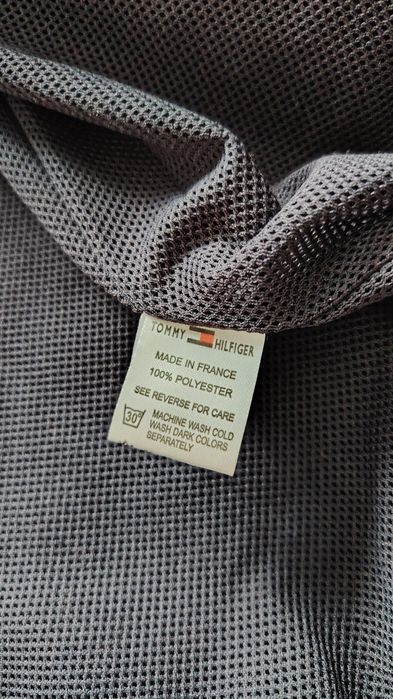 TOMMY HILFIGER
MADE IN FRANCE
100% POLYESTER
SEE REVERSE FOR CARE
30° MACHINE WASH COLD
WASH DARK COLORS
SEPARATELY